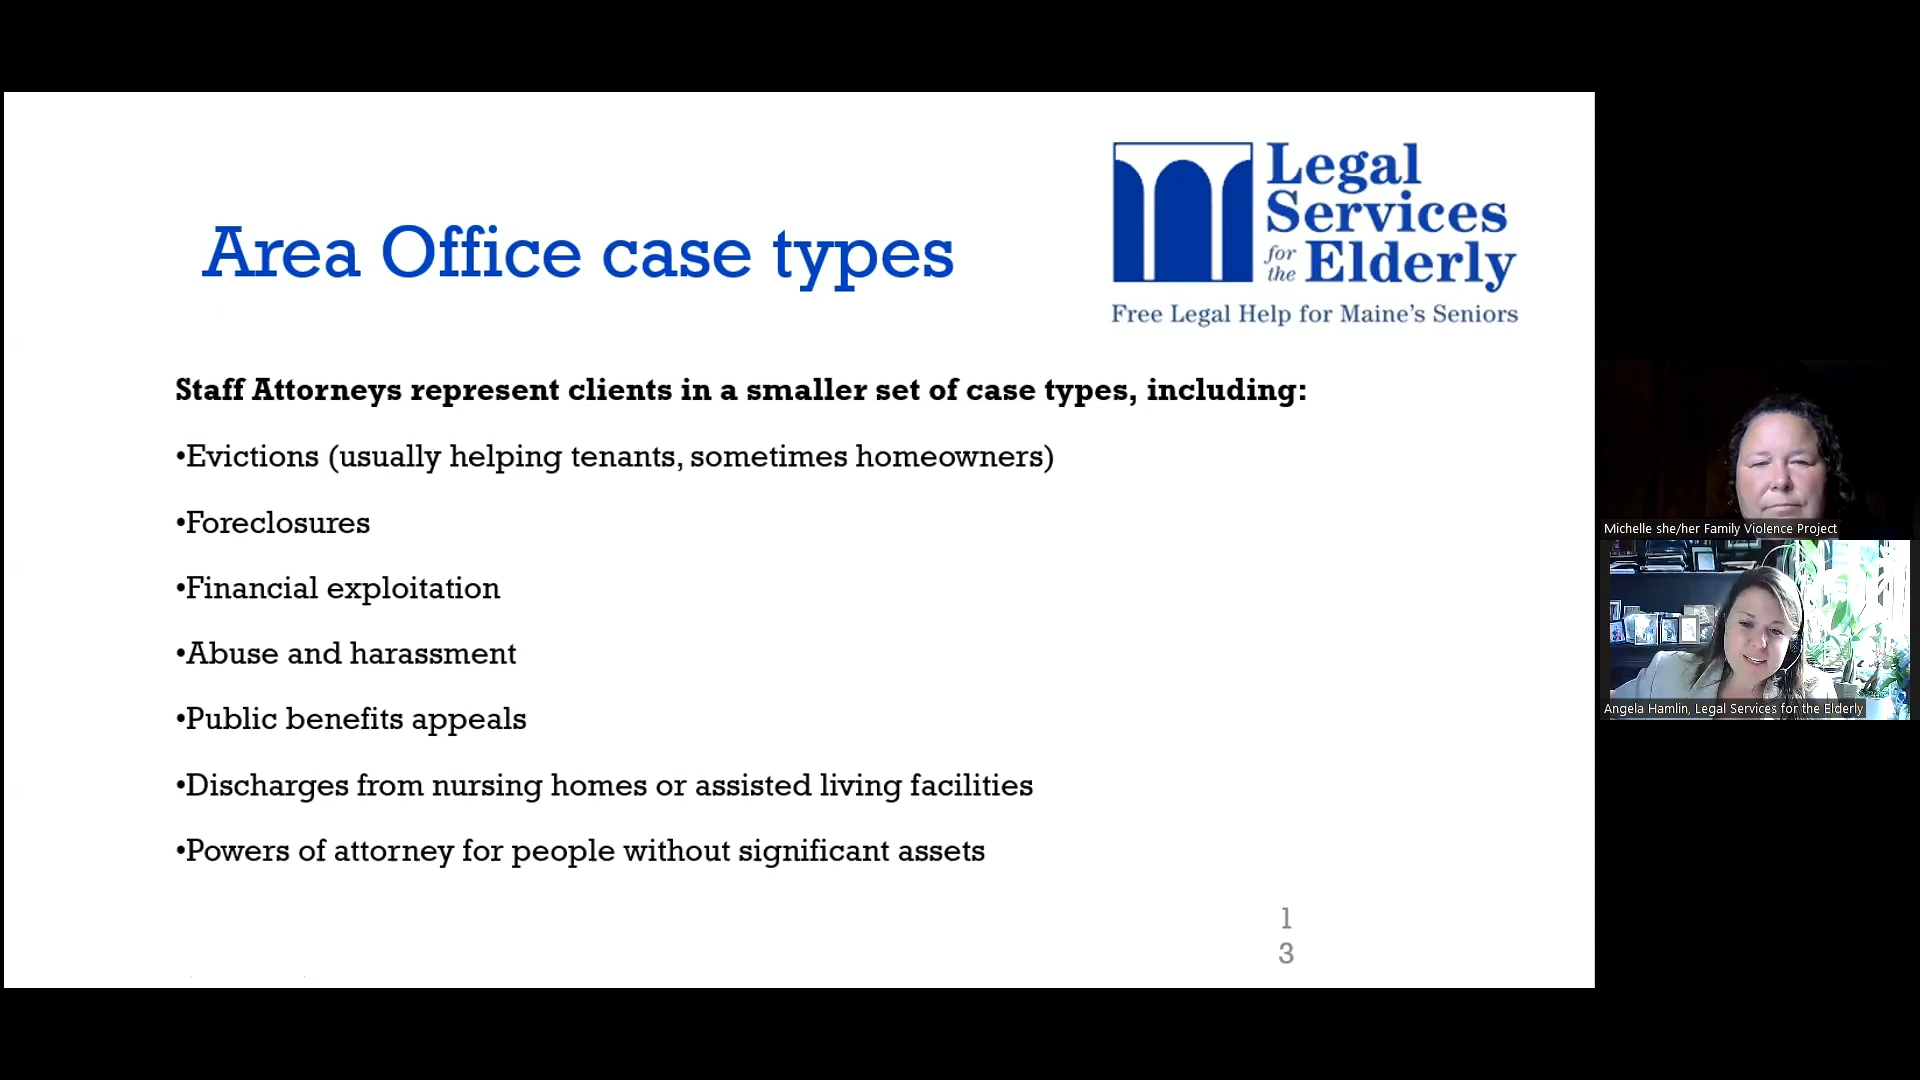 Legal
Services
for the Elderly
Free Legal Help for Maine's Seniors
Area Office case types
Staff Attorneys represent clients in a smaller set of case types, including:
•Evictions (usually helping tenants, sometimes homeowners)
•Foreclosures
•Financial exploitation
•Abuse and harassment
•Public benefits appeals
•Discharges from nursing homes or assisted living facilities
•Powers of attorney for people without significant assets
1
3
Michelle she/her Family Violence Project
Angela Hamlin, Legal Services for the Elderly